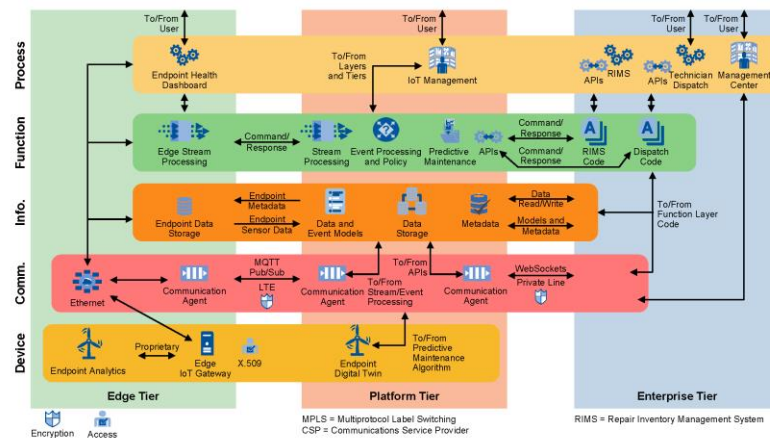 To/From
User
To/From
User
To/From
User
To/From
User
Process
Endpoint Health
Dashboard
To/From
Layers
and Tiers
IoT Management
APIs
RIMS
APIs
Technician
Dispatch
Management
Center
Function
Edge Stream
Processing
Command/
Response
Stream
Processing
Event Processing
and Policy
Predictive
Maintenance
APIs
Command/
Response
Command/
Response
RIMS
Code
Dispatch
Code
Info.
Endpoint Data
Storage
Endpoint
Metadata
Endpoint
Sensor Data
Data and
Event Models
Data
Storage
Metadata
Data
Read/Write
Models and
Metadata
To/From
Function Layer
Code
Comm.
Ethernet
Communication
Agent
MQTT
Pub/Sub
LTE
Communication
Agent
To/From
Stream/Event
Processing
To/From
APIs
Communication
Agent
WebSockets
Private Line
Device
Endpoint Analytics
Proprietary
Edge
IoT Gateway
X.509
Endpoint
Digital Twin
To/From
Predictive
Maintenance
Algorithm
Edge Tier
Platform Tier
Enterprise Tier
Encryption
Access
MPLS = Multiprotocol Label Switching
CSP = Communications Service Provider
RIMS = Repair Inventory Management System